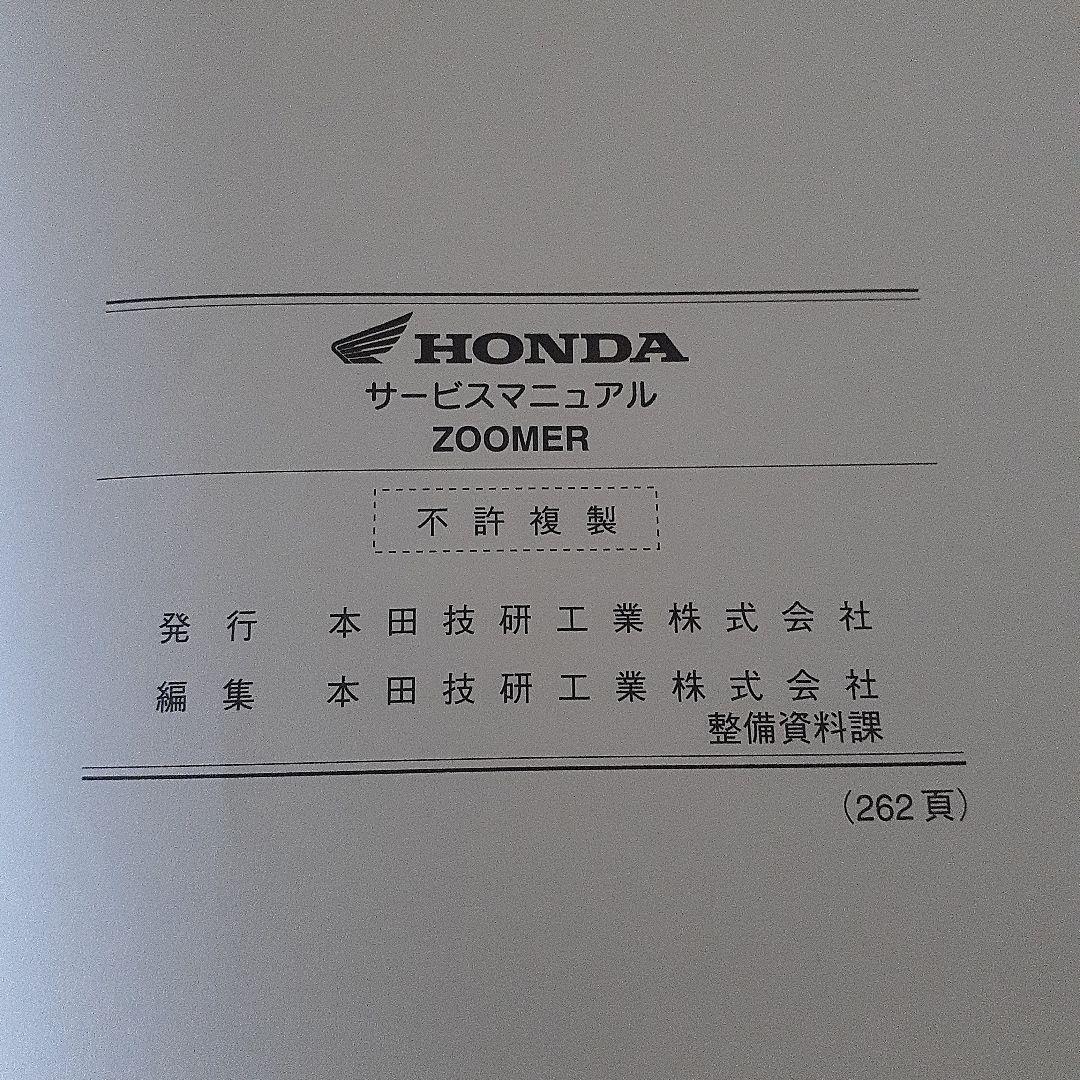 HONDA
サービスマニュアル
ZOOMER
不許複製
発行 本田技研工業株式会社
編集 本田技研工業株式会社
整備資料課
(262頁)